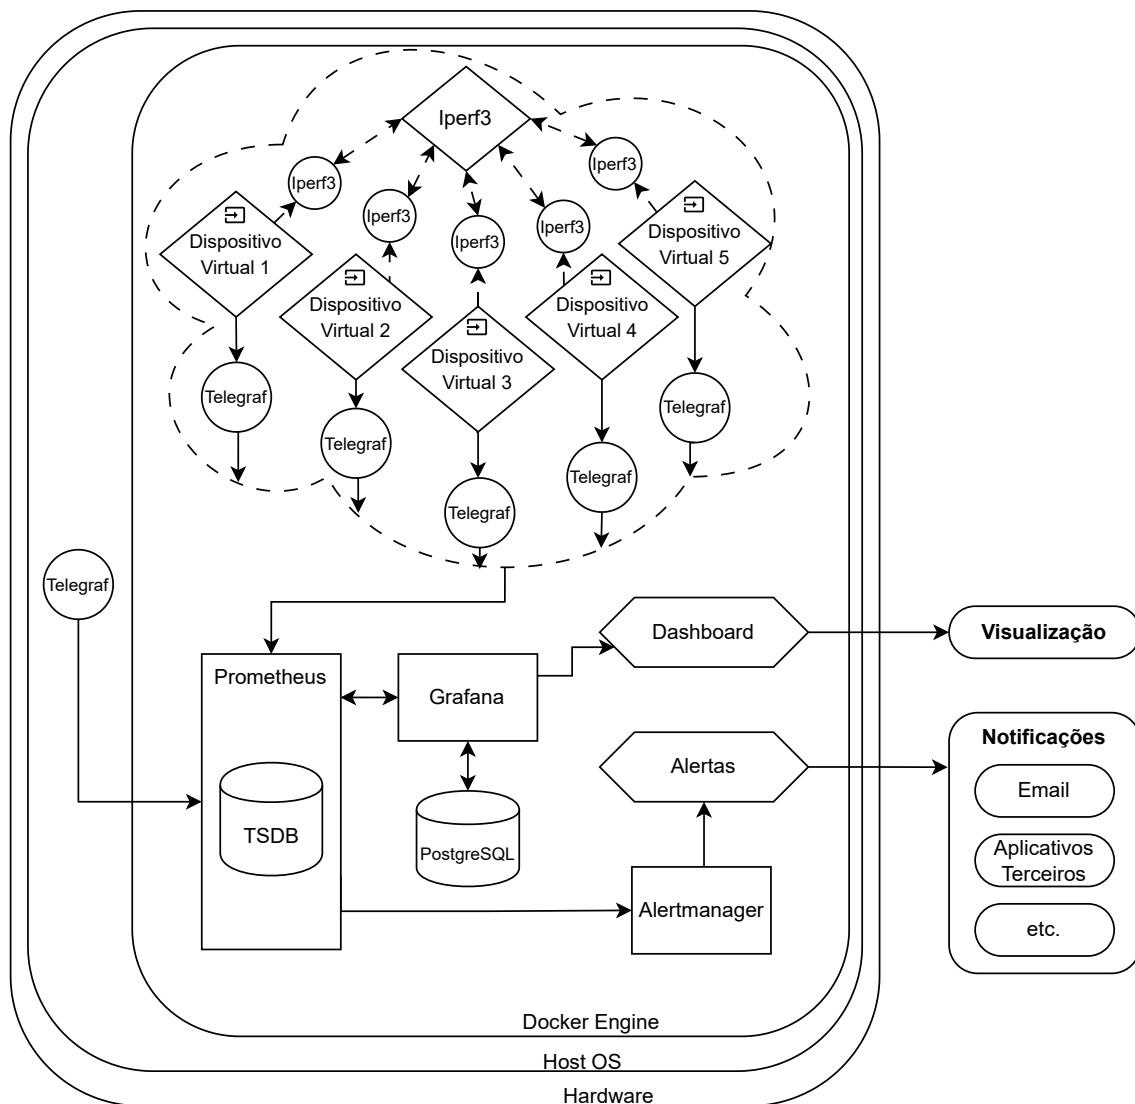 Iperf3
Iperf3
Iperf3
Iperf3
Iperf3
Iperf3
Dispositivo
Virtual 1
Dispositivo
Virtual 2
Dispositivo
Virtual 3
Dispositivo
Virtual 4
Dispositivo
Virtual 5
Telegraf
Telegraf
Telegraf
Telegraf
Telegraf
Telegraf
Prometheus
TSDB
Grafana
PostgreSQL
Dashboard
Alertas
Alertmanager
Visualização
Notificações
Email
Aplicativos
Terceiros
etc.
Docker Engine
Host OS
Hardware